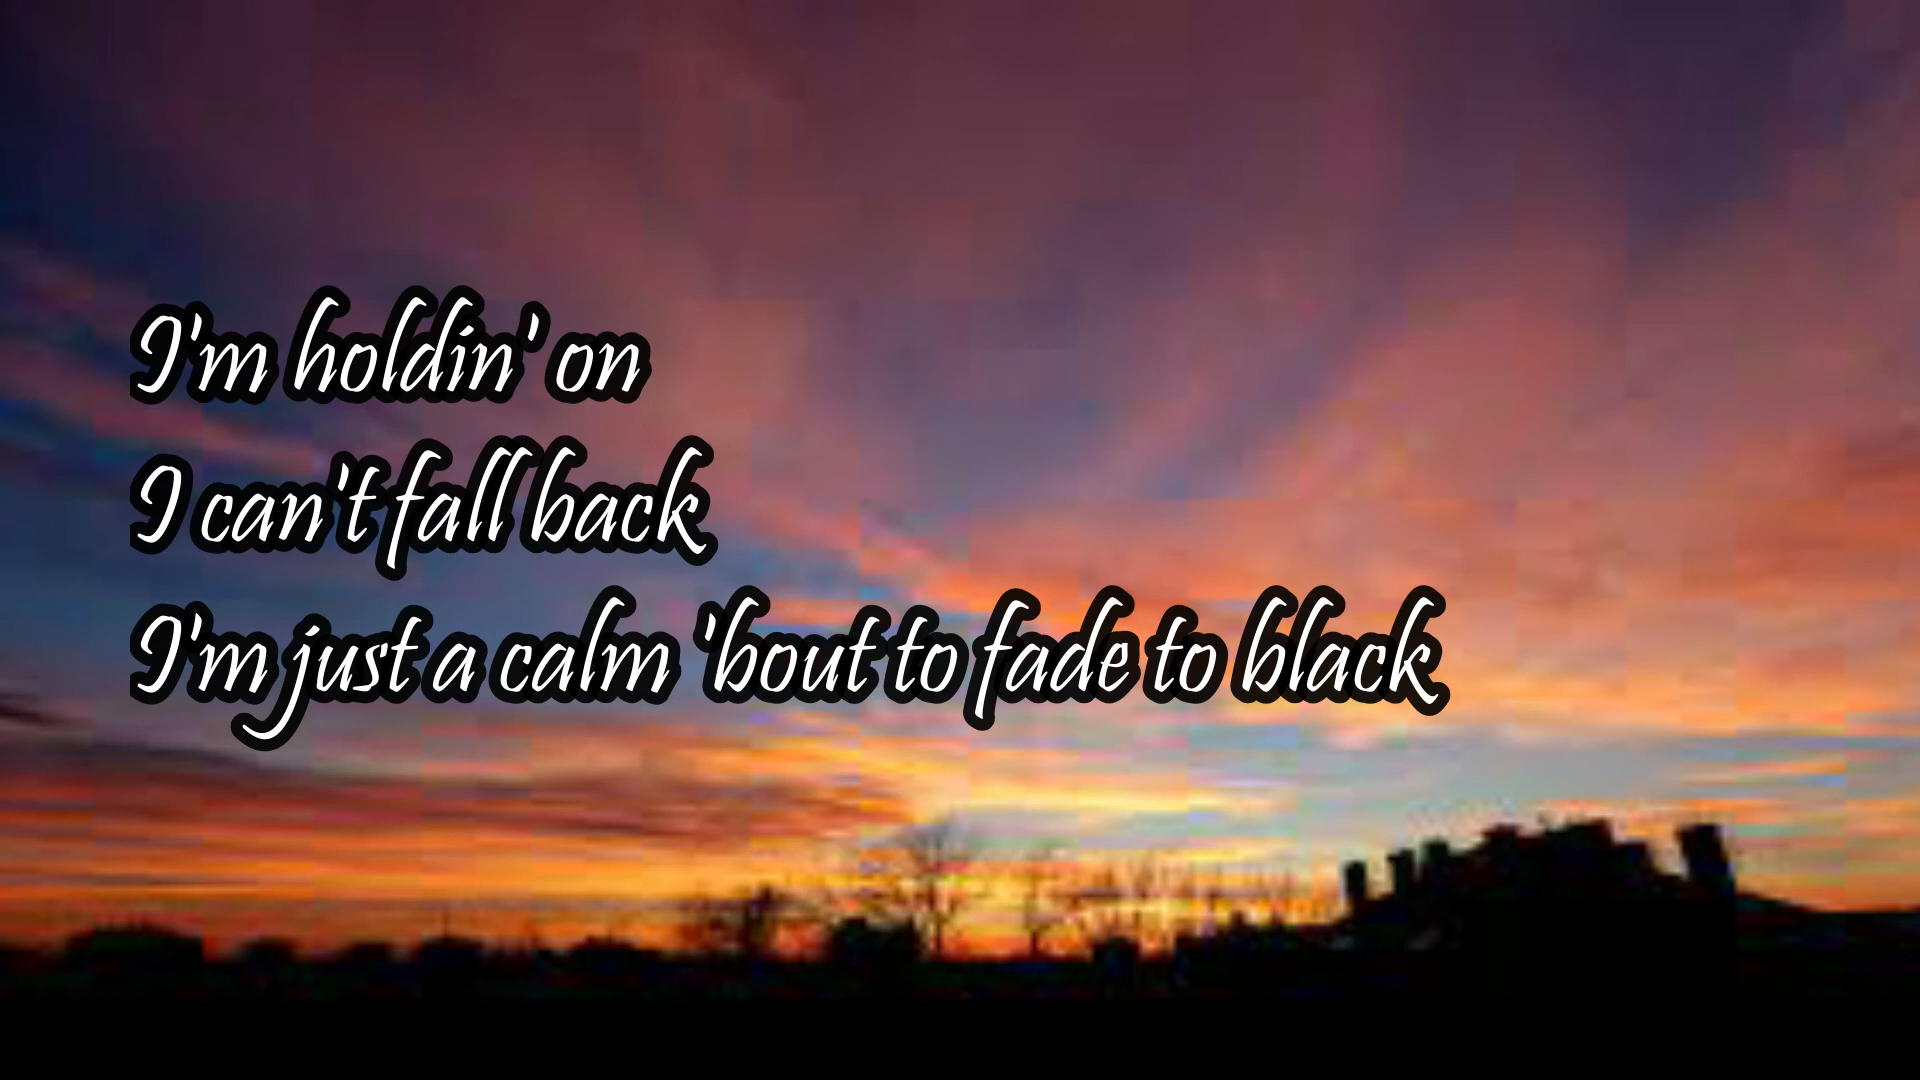 I'm holdin' on
I can't fall back
I'm just a calm 'bout to fade to black